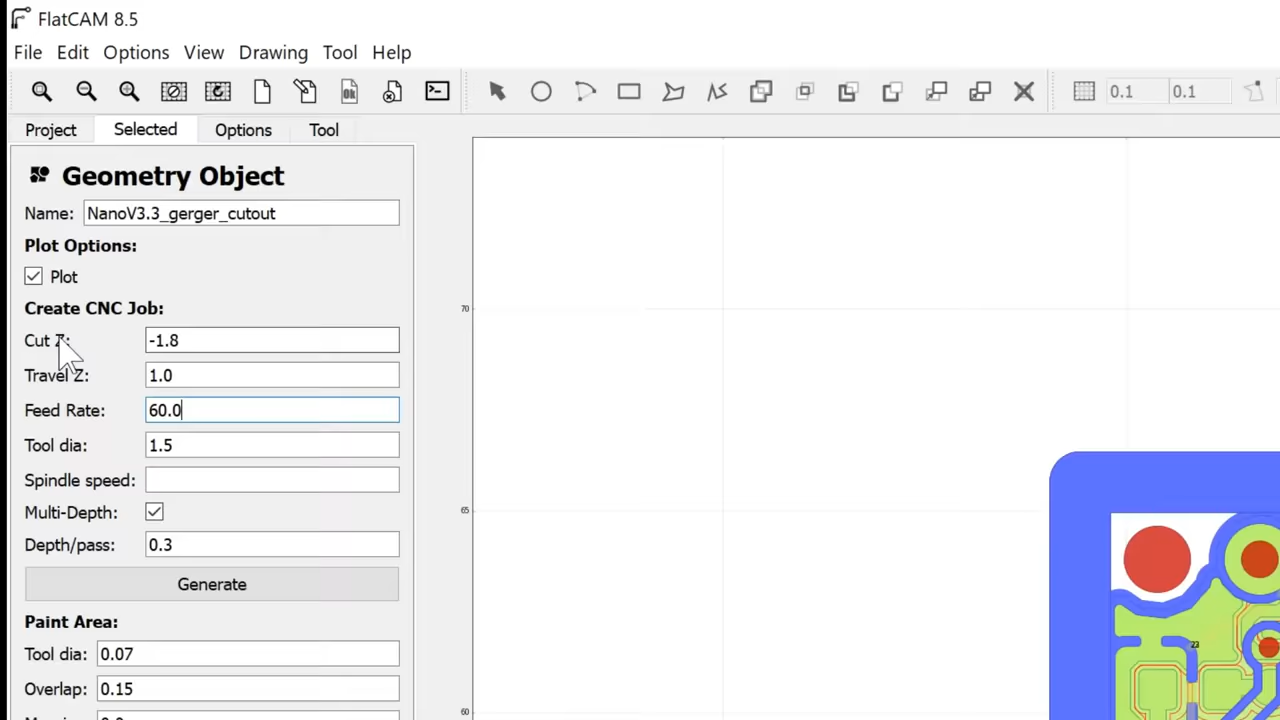 FlatCAM 8.5
File Edit Options View Drawing Tool Help
0.1 0.1
Project Selected Options Tool
Geometry Object
Name: NanoV3.3_gerger_cutout
Plot Options:
Plot
Create CNC Job:
Cut Z: -1.8
Travel Z: 1.0
Feed Rate: 60.0
Tool dia: 1.5
Spindle speed:
Multi-Depth:
Depth/pass: 0.3
Generate
Paint Area:
Tool dia: 0.07
Overlap: 0.15
70
65
60
23